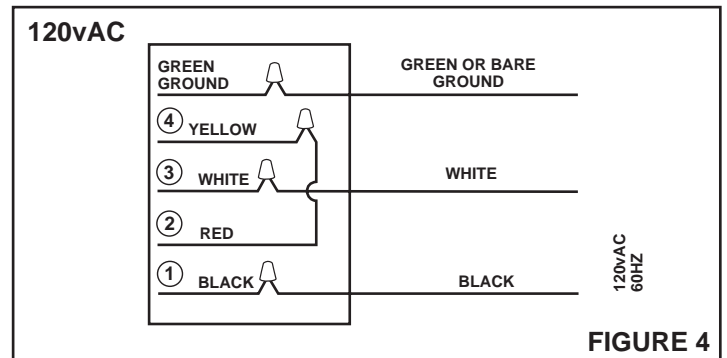 120vAC
GREEN
GROUND
GREEN OR BARE
GROUND
4 YELLOW
3 WHITE
WHITE
2 RED
1 BLACK
BLACK
120vAC
60HZ
FIGURE 4